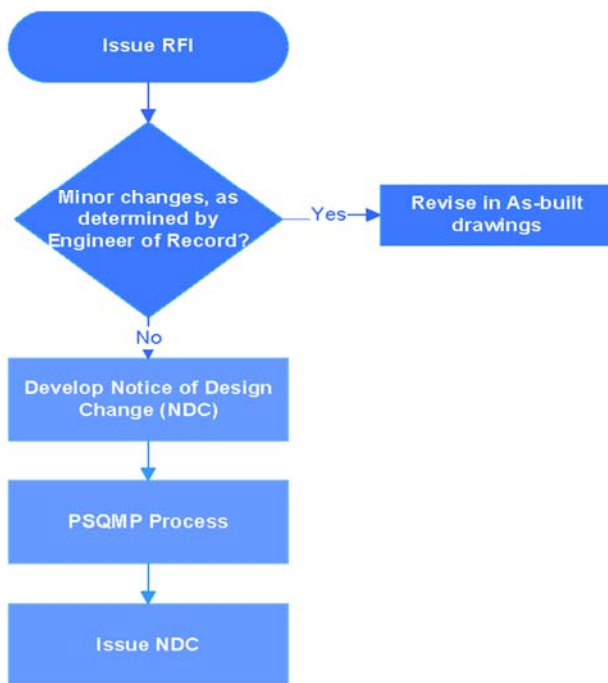 Issue RFI
Minor changes, as
determined by
Engineer of Record?
Yes
Revise in As-built
drawings
No
Develop Notice of Design
Change (NDC)
PSQMP Process
Issue NDC